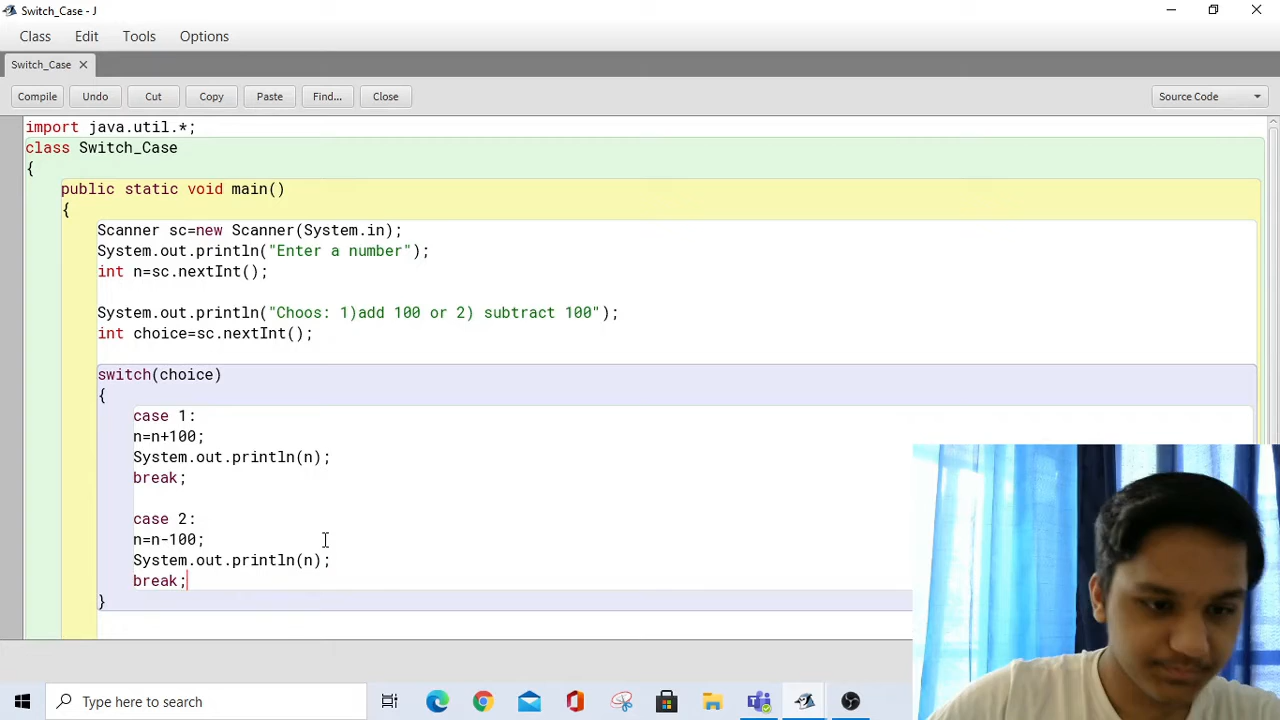 Switch_Case - J
Class Edit Tools Options
Switch_Case
Compile Undo Cut Copy Paste Find... Close Source Code
import java.util.*;
class Switch_Case
{
public static void main()
{
Scanner sc=new Scanner(System.in);
System.out.println("Enter a number");
int n=sc.nextInt();
System.out.println("Choos: 1)add 100 or 2) subtract 100");
int choice=sc.nextInt();
switch(choice)
{
case 1:
n=n+100;
System.out.println(n);
break;
case 2:
n=n-100;
System.out.println(n);
break;
}
Type here to search